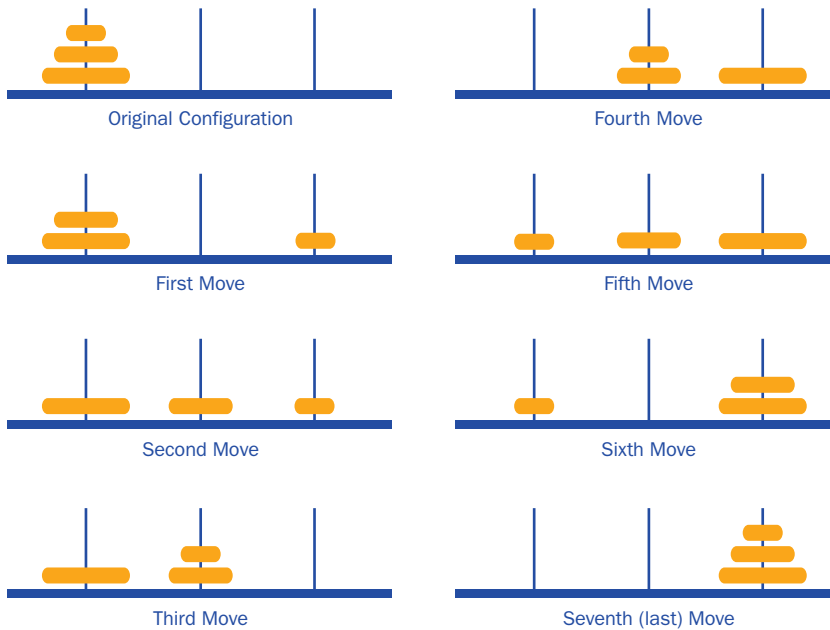 Original Configuration
First Move
Second Move
Third Move
Fourth Move
Fifth Move
Sixth Move
Seventh (last) Move